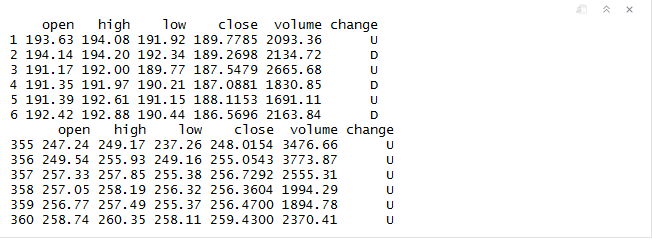 open   high    low    close  volume change
1 193.63 194.08 191.92 189.7785 2093.36      U
2 194.14 194.20 192.34 189.2698 2134.72      D
3 191.17 192.00 189.77 187.5479 2665.68      U
4 191.35 191.97 190.21 187.0881 1830.85      D
5 191.39 192.61 191.15 188.1153 1691.11      U
6 192.42 192.88 190.44 186.5696 2163.84      D
      open   high    low    close  volume change
355 247.24 249.17 237.26 248.0154 3476.66      U
356 249.54 255.93 249.16 255.0543 3773.87      U
357 257.33 257.85 255.38 256.7292 2555.31      U
358 257.05 258.19 256.32 256.3604 1994.29      U
359 256.77 257.49 255.37 256.4700 1894.78      U
360 258.74 260.35 258.11 259.4300 2370.41      U